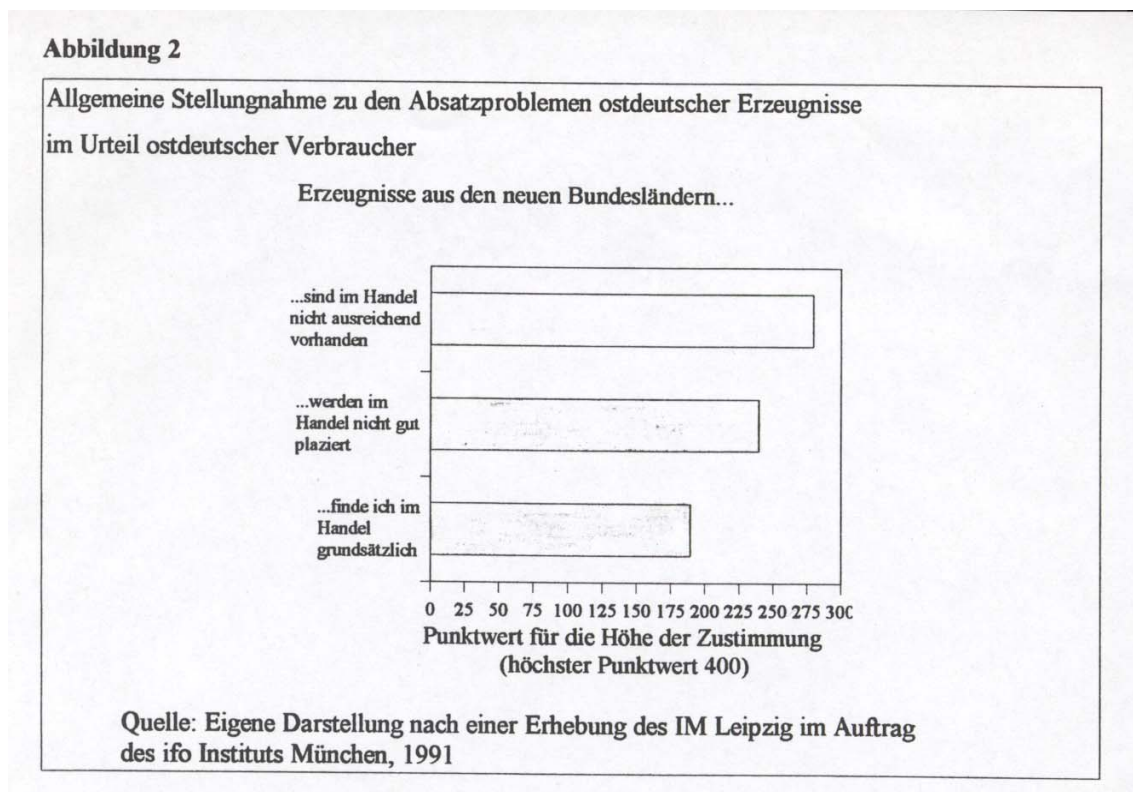 Abbildung 2
Allgemeine Stellungnahme zu den Absatzproblemen ostdeutscher Erzeugnisse
im Urteil ostdeutscher Verbraucher
Erzeugnisse aus den neuen Bundesländern...
...sind im Handel
nicht ausreichend
vorhanden
...werden im
Handel nicht gut
plaziert
...finde ich im
Handel
grundsätzlich
0 25 50 75 100 125 150 175 200 225 250 275 300
Punktwert für die Höhe der Zustimmung
(höchster Punktwert 400)
Quelle: Eigene Darstellung nach einer Erhebung des IM Leipzig im Auftrag
des ifo Instituts München, 1991